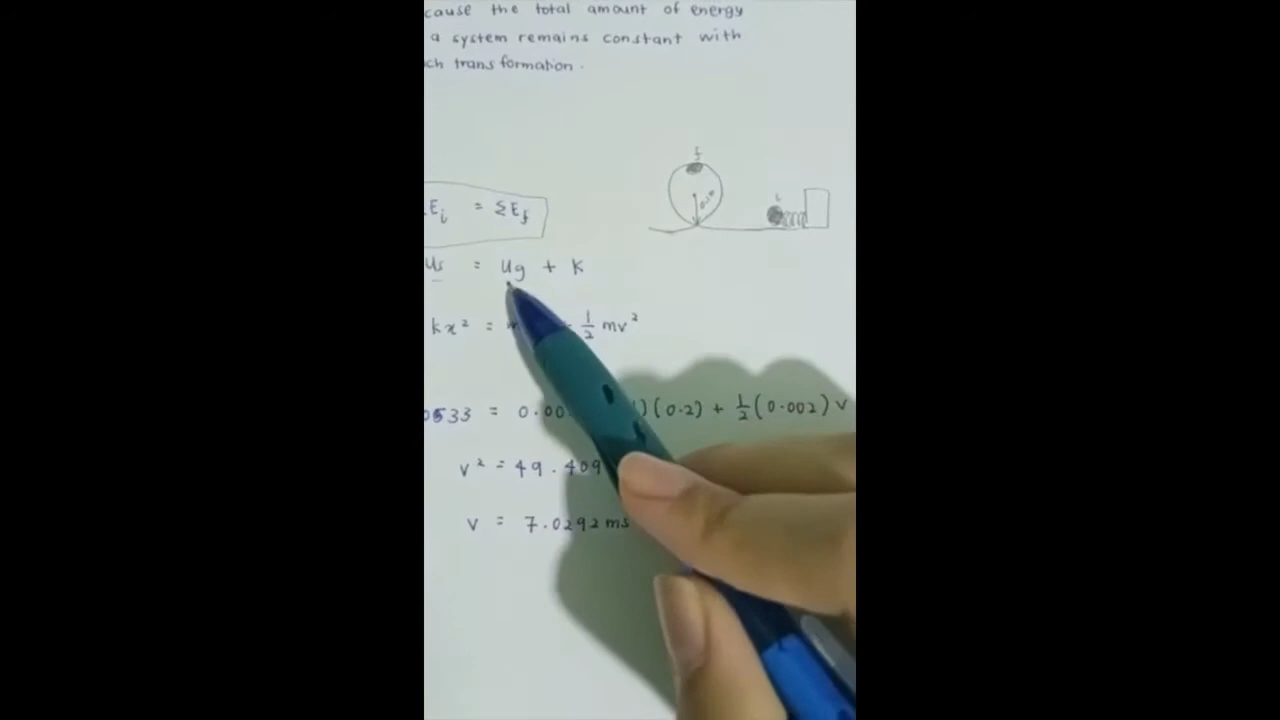 cause the total amount of energy
a system remains constant with
ch transformation.
f
i
Ei = ΣEf
Us = Ug + K
kx² = ½ mv²
0533 = 0.00 )(0.2) + ½(0.002) v
v² = 49.409
v = 7.0292 ms